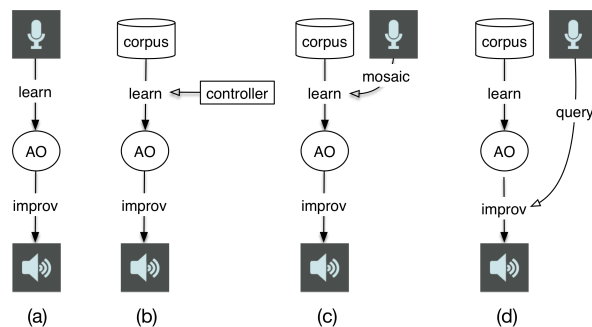 corpus
corpus
corpus
mosaic
learn
learn
controller
learn
learn
query
AO
AO
AO
AO
improv
improv
improv
improv
(a)
(b)
(c)
(d)